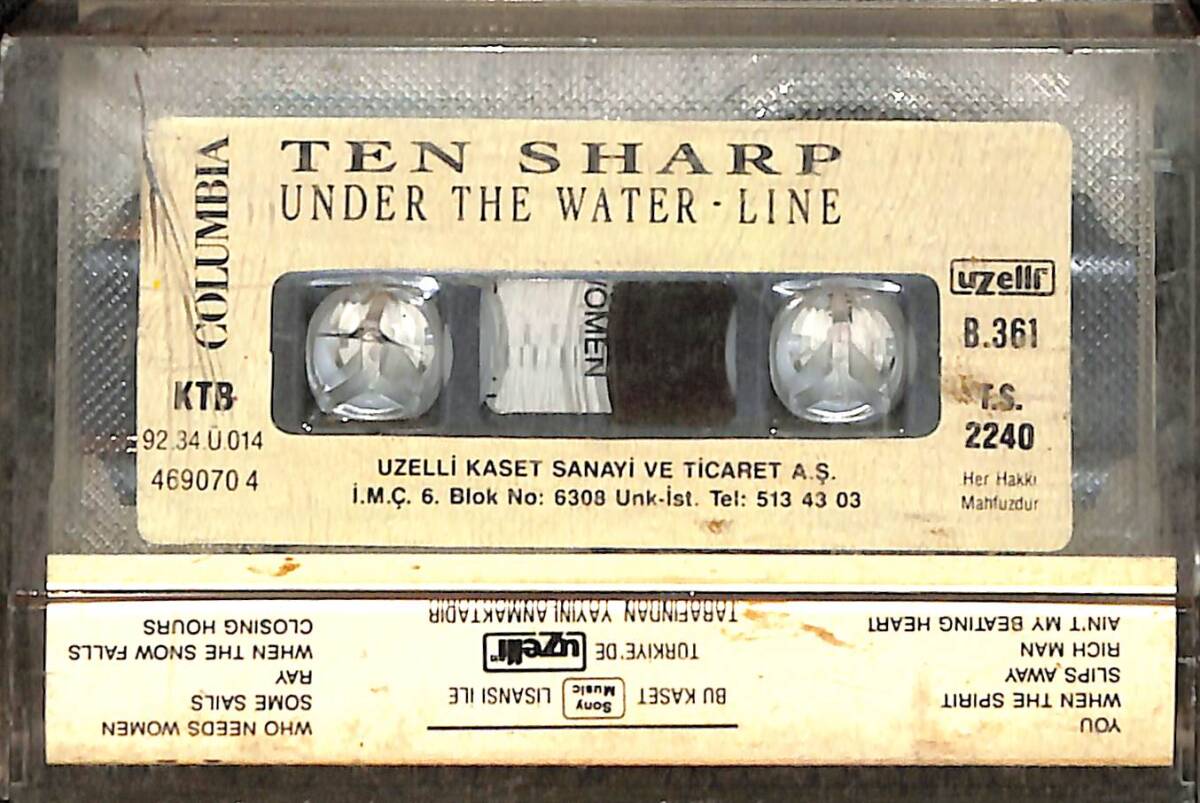 TEN SHARP
UNDER THE WATER - LINE
COLUMBIA
KTB
92.34.Ü.014
469070 4
OMEN
uzelli
B.361
T.S.
2240
Her Hakkı
Mahfuzdur
UZELLİ KASET SANAYİ VE TİCARET A.Ş.
İ.M.Ç. 6. Blok No: 6308 Unk-İst. Tel: 513 43 03
YOU
WHEN THE SPIRIT
SLIPS AWAY
RICH MAN
AIN'T MY BEATING HEART
BU KASET Sony Music LİSANSI İLE
TÜRKİYE'DE uzelli
TARAFINDAN YAYINLANMAKTADIR
WHO NEEDS WOMEN
SOME SAILS
RAY
WHEN THE SNOW FALLS
CLOSING HOURS